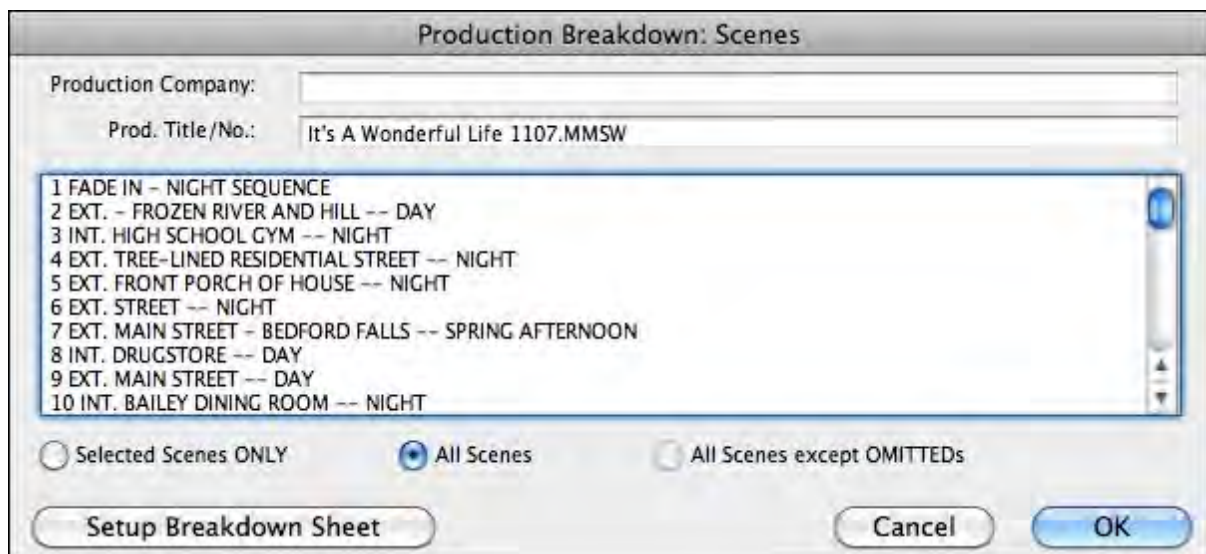 Production Breakdown: Scenes
Production Company:
Prod. Title/No.: It's A Wonderful Life 1107.MMSW
1 FADE IN - NIGHT SEQUENCE
2 EXT. - FROZEN RIVER AND HILL -- DAY
3 INT. HIGH SCHOOL GYM -- NIGHT
4 EXT. TREE-LINED RESIDENTIAL STREET -- NIGHT
5 EXT. FRONT PORCH OF HOUSE -- NIGHT
6 EXT. STREET -- NIGHT
7 EXT. MAIN STREET - BEDFORD FALLS -- SPRING AFTERNOON
8 INT. DRUGSTORE -- DAY
9 EXT. MAIN STREET -- DAY
10 INT. BAILEY DINING ROOM -- NIGHT
Selected Scenes ONLY All Scenes All Scenes except OMITTEDs
Setup Breakdown Sheet Cancel OK